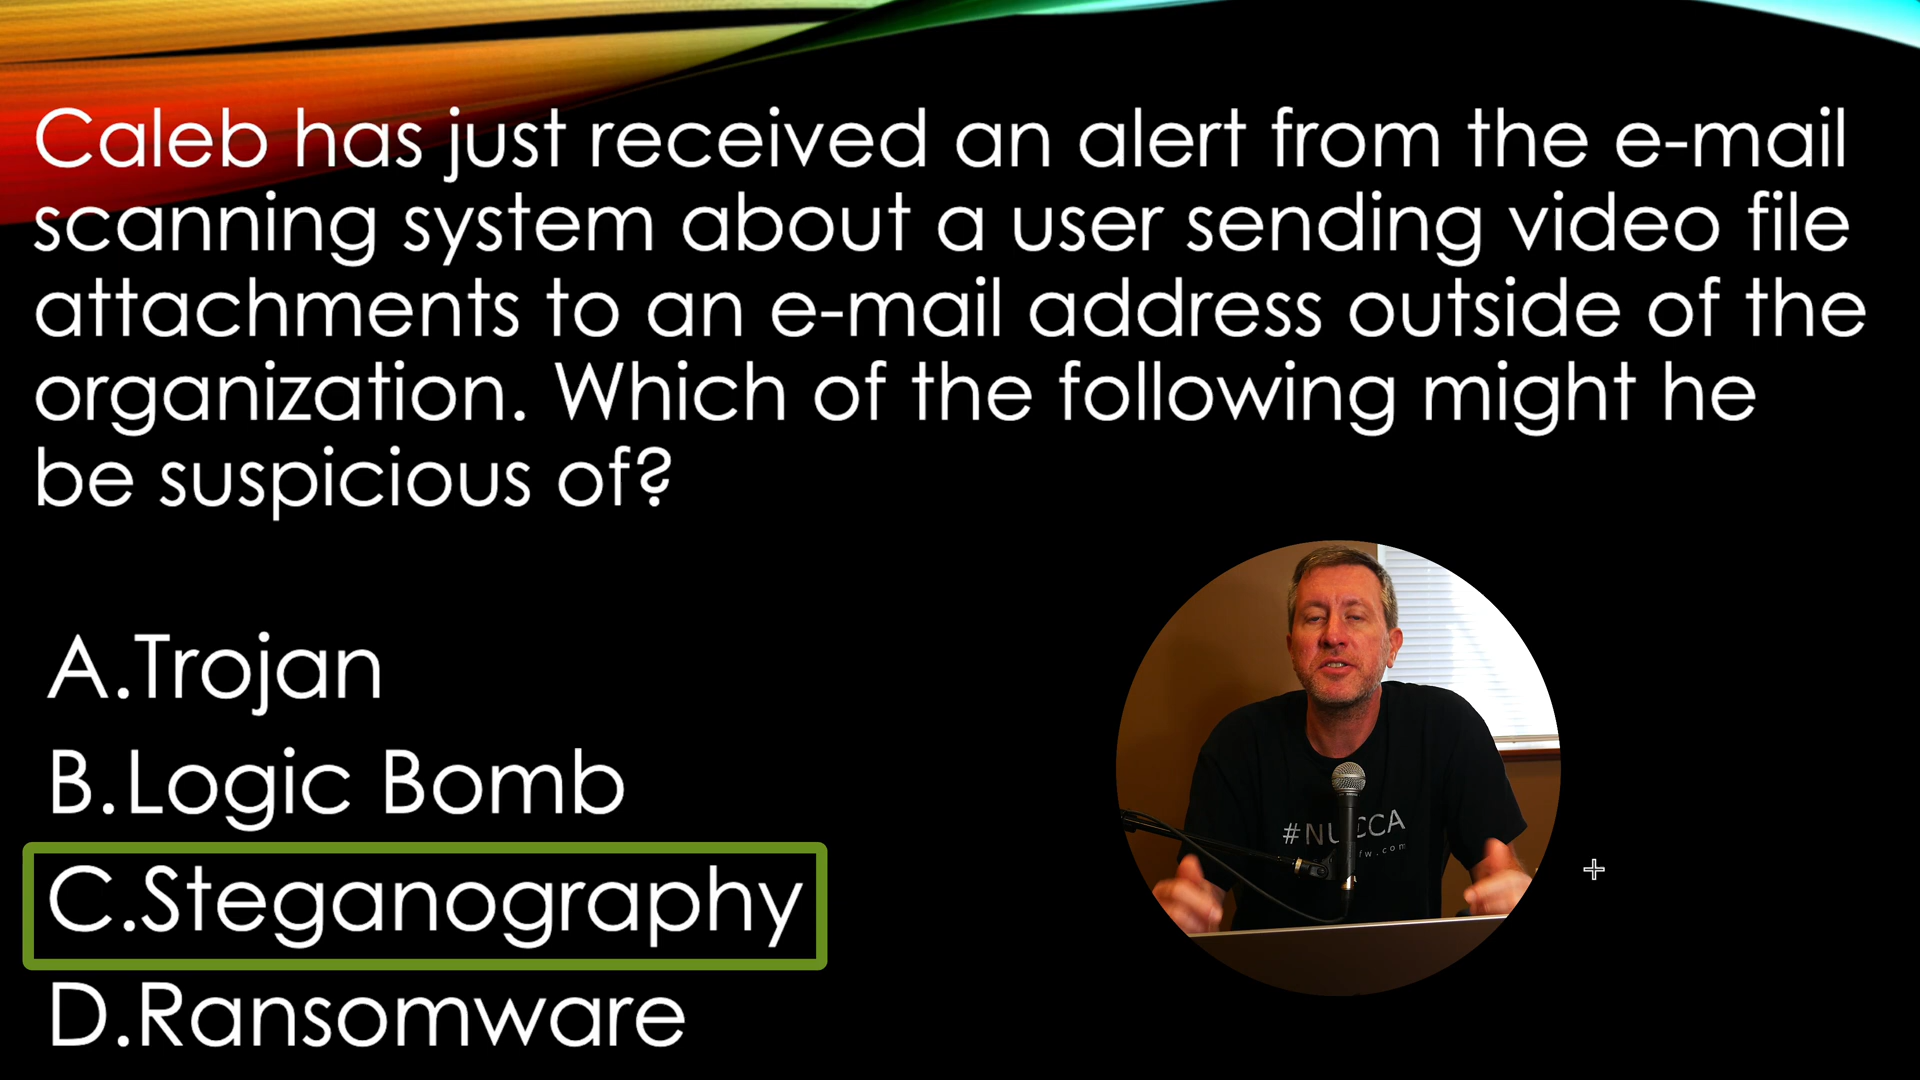 Caleb has just received an alert from the e-mail
scanning system about a user sending video file
attachments to an e-mail address outside of the
organization. Which of the following might he
be suspicious of?
A.Trojan
B.Logic Bomb
C.Steganography
D.Ransomware